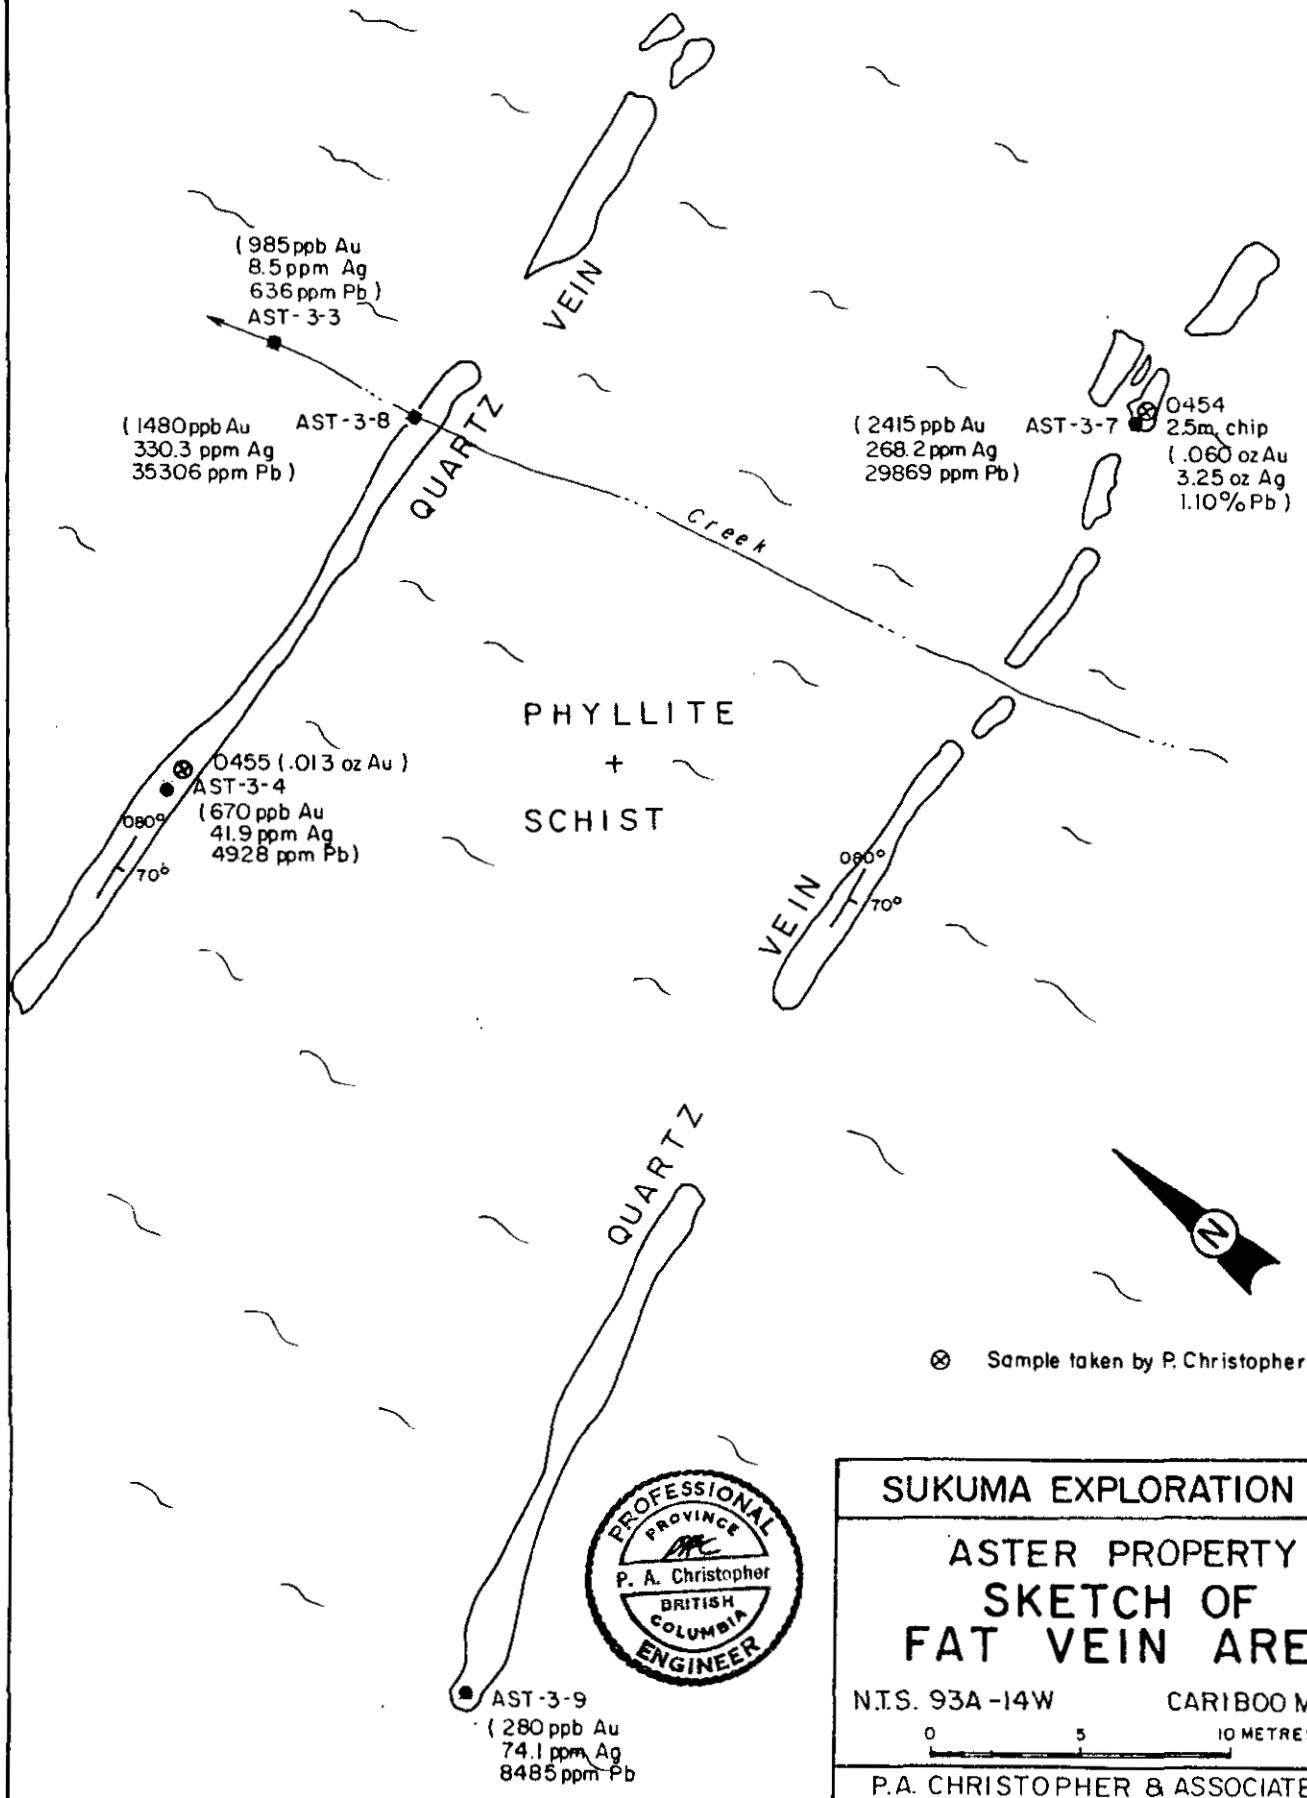 ( 985ppb Au
8.5ppm Ag
636ppm Pb )
AST-3-3
VEIN
( 1480ppb Au
330.3 ppm Ag
35306 ppm Pb )
AST-3-8
QUARTZ
( 2415 ppb Au
268.2 ppm Ag
29869 ppm Pb )
AST-3-7
0454
2.5m. chip
( .060 oz Au
3.25 oz Ag
1.10% Pb )
Creek
PHYLLITE
+
SCHIST
0455 ( .013 oz Au )
AST-3-4
( 670 ppb Au
41.9 ppm Ag
4928 ppm Pb)
080°
70°
080°
70°
VEIN
QUARTZ
N
⊗ Sample taken by P. Christopher
PROFESSIONAL
PROVINCE
P. A. Christopher
BRITISH
COLUMBIA
ENGINEER
AST-3-9
( 280 ppb Au
74.1 ppm Ag
8485 ppm Pb
SUKUMA EXPLORATION
ASTER PROPERTY
SKETCH OF
FAT VEIN ARE
N.T.S. 93A-14W CARIBOO M
0 5 10 METRES
P.A. CHRISTOPHER & ASSOCIATE